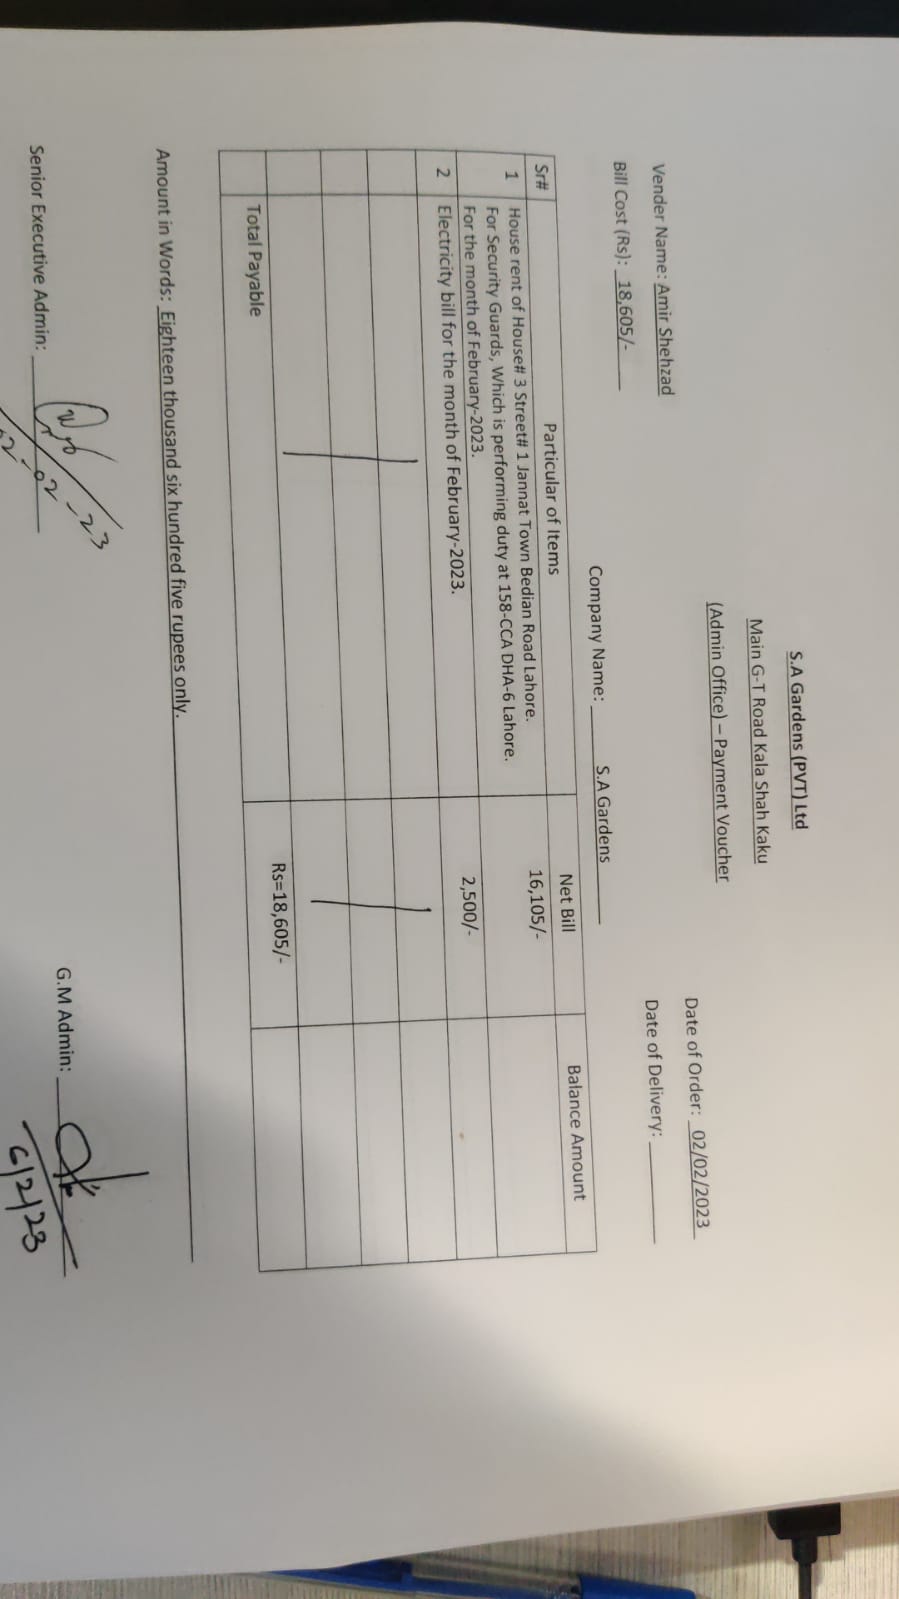 S.A Gardens (PVT) Ltd
Main G-T Road Kala Shah Kaku
(Admin Office) – Payment Voucher
Date of Order: 02/02/2023
Vender Name: Amir Shehzad
Date of Delivery:
Bill Cost (Rs): 18,605/-
Company Name: S.A Gardens
Sr# Particular of Items Net Bill Balance Amount
1 House rent of House# 3 Street# 1 Jannat Town Bedian Road Lahore. 16,105/-
For Security Guards, Which is performing duty at 158-CCA DHA-6 Lahore.
For the month of February-2023.
2 Electricity bill for the month of February-2023. 2,500/-
Total Payable Rs=18,605/-
Amount in Words: Eighteen thousand six hundred five rupees only.
Senior Executive Admin:
02-02-23
G.M Admin:
6/2/23